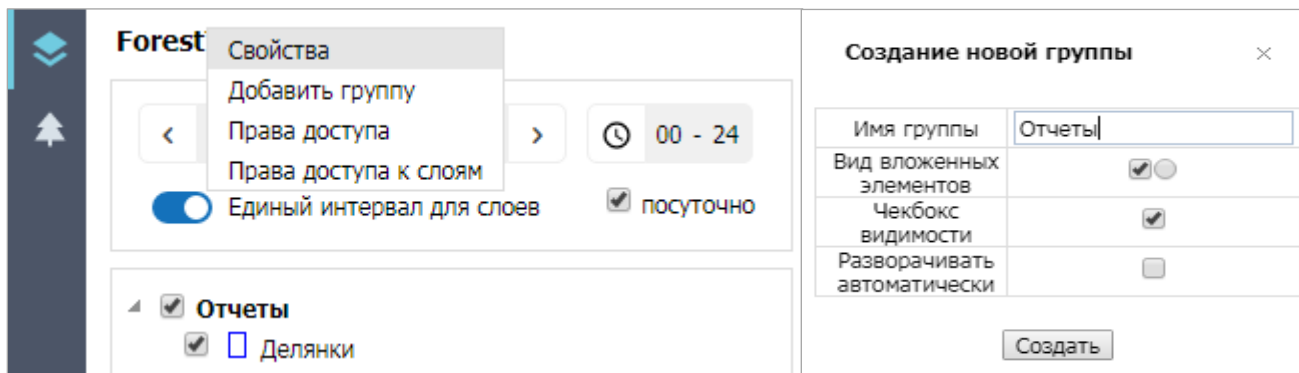 Forest
Свойства
Добавить группу
Права доступа
Права доступа к слоям
00 - 24
Единый интервал для слоев
посуточно
Отчеты
Делянки
Создание новой группы
Имя группы
Отчеты
Вид вложенных
элементов
Чекбокс
видимости
Разворачивать
автоматически
Создать